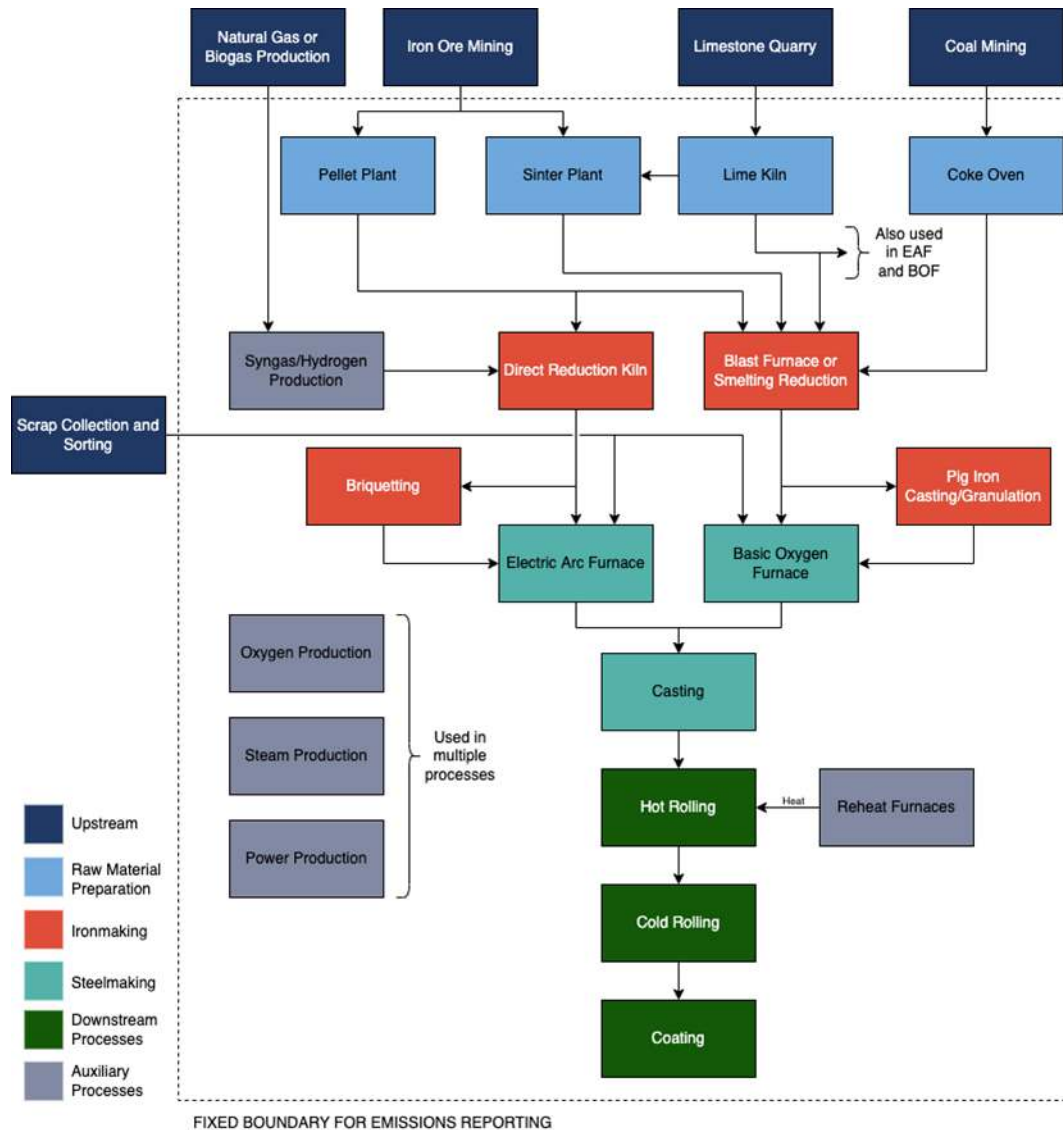 Natural Gas or
Biogas Production
Iron Ore Mining
Limestone Quarry
Coal Mining
Pellet Plant
Sinter Plant
Lime Kiln
Coke Oven
Also used
in EAF
and BOF
Syngas/Hydrogen
Production
Direct Reduction Kiln
Blast Furnace or
Smelting Reduction
Scrap Collection and
Sorting
Briquetting
Pig Iron
Casting/Granulation
Electric Arc Furnace
Basic Oxygen
Furnace
Oxygen Production
Casting
Steam Production
Used in
multiple
processes
Hot Rolling
Heat
Reheat Furnaces
Power Production
Cold Rolling
Coating
Upstream
Raw Material
Preparation
Ironmaking
Steelmaking
Downstream
Processes
Auxiliary
Processes
FIXED BOUNDARY FOR EMISSIONS REPORTING